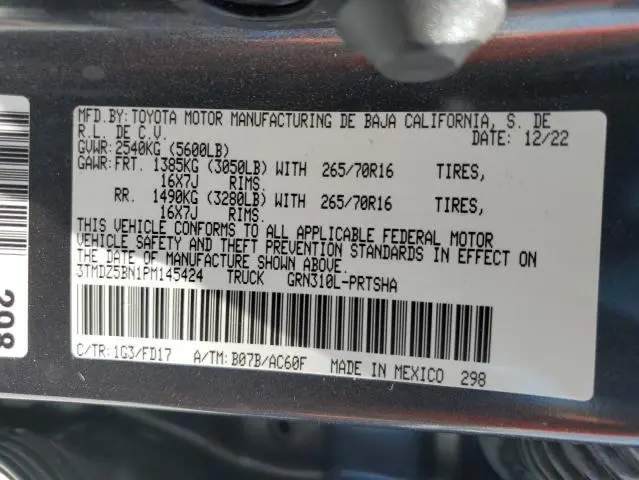 MFD.BY:TOYOTA MOTOR MANUFACTURING DE BAJA CALIFORNIA, S. DE
R.L. DE C.V. DATE: 12/22
GVWR:2540KG (5600LB)
GAWR:FRT. 1385KG (3050LB) WITH 265/70R16 TIRES,
16X7J RIMS.
RR. 1490KG (3280LB) WITH 265/70R16 TIRES,
16X7J RIMS.
THIS VEHICLE CONFORMS TO ALL APPLICABLE FEDERAL MOTOR
VEHICLE SAFETY AND THEFT PREVENTION STANDARDS IN EFFECT ON
THE DATE OF MANUFACTURE SHOWN ABOVE.
3TMDZ5BN1PM145424 TRUCK GRN310L-PRTSHA
C/TR:1G3/FD17 A/TM:B07B/AC60F MADE IN MEXICO 298
298